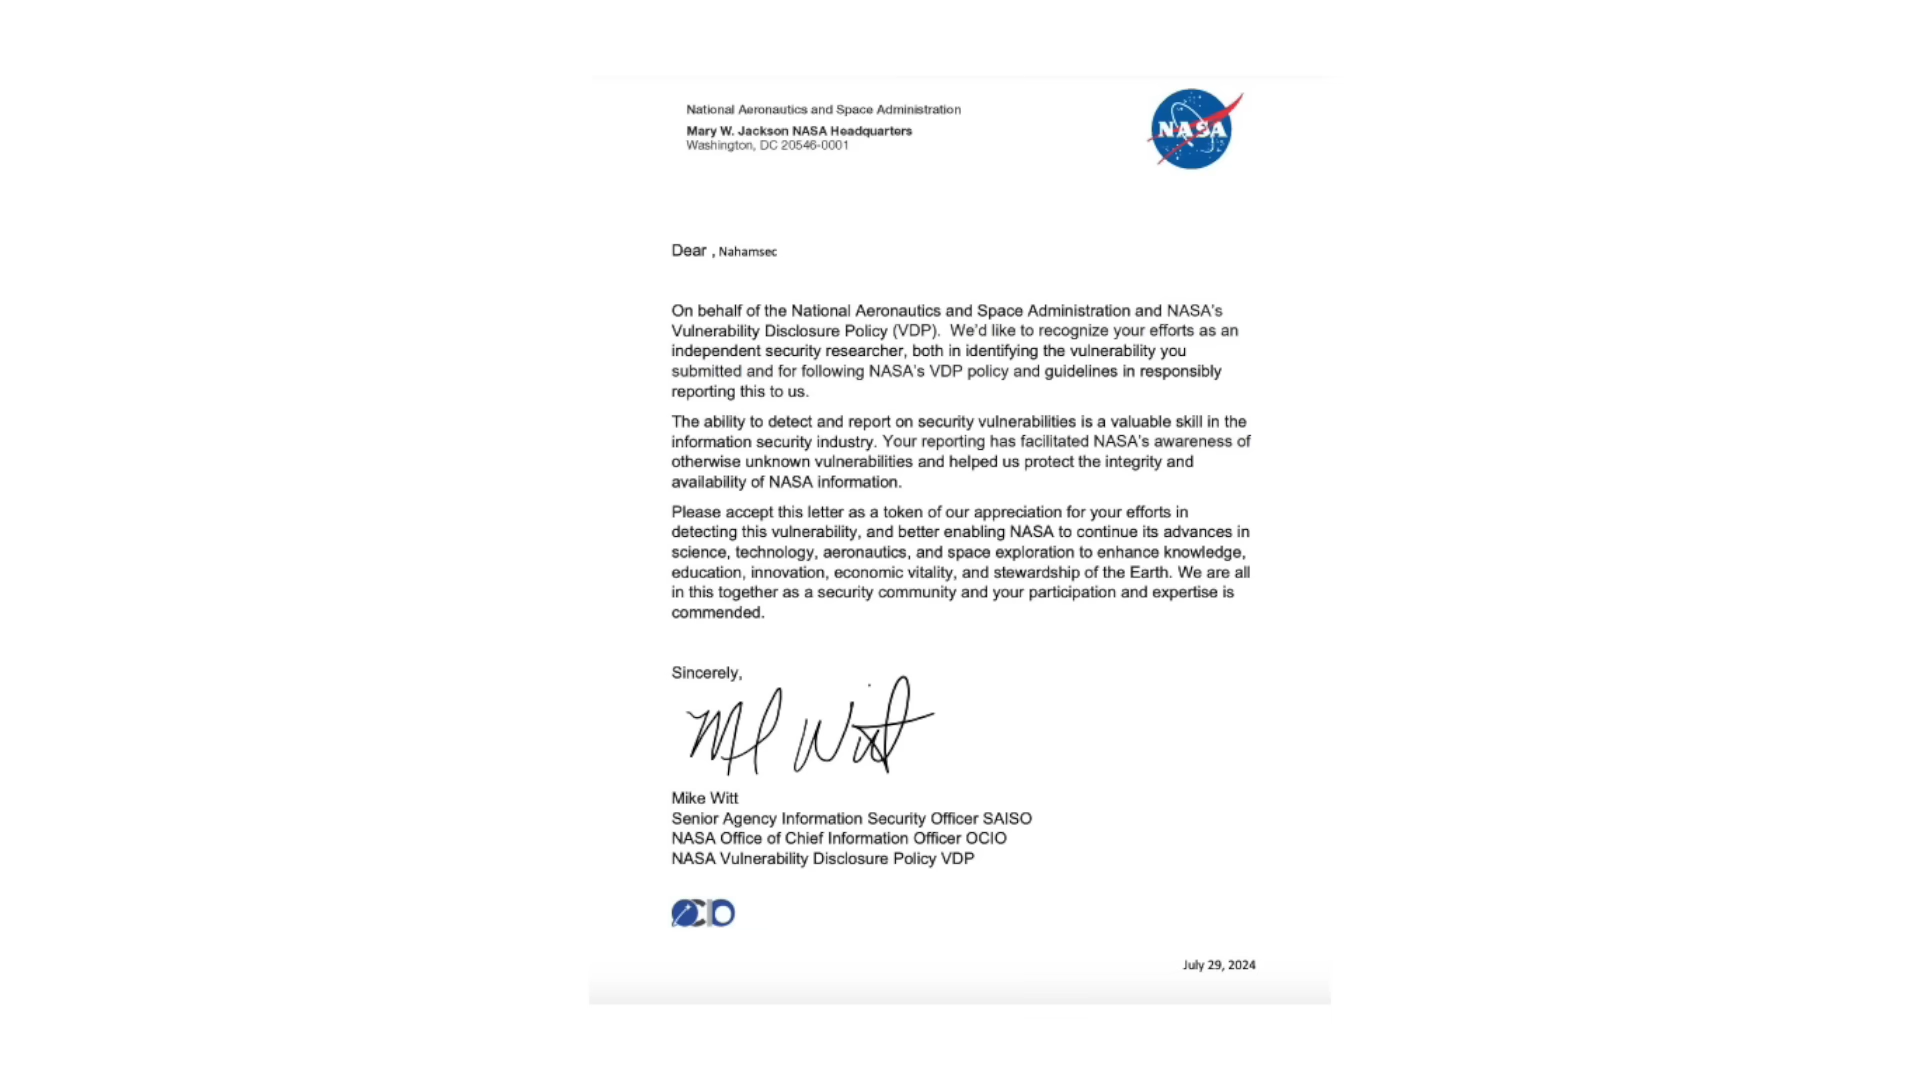 National Aeronautics and Space Administration
Mary W. Jackson NASA Headquarters
Washington, DC 20546-0001
NASA
Dear , Nahamsec
On behalf of the National Aeronautics and Space Administration and NASA's
Vulnerability Disclosure Policy (VDP).  We'd like to recognize your efforts as an
independent security researcher, both in identifying the vulnerability you
submitted and for following NASA's VDP policy and guidelines in responsibly
reporting this to us.
The ability to detect and report on security vulnerabilities is a valuable skill in the
information security industry. Your reporting has facilitated NASA's awareness of
otherwise unknown vulnerabilities and helped us protect the integrity and
availability of NASA information.
Please accept this letter as a token of our appreciation for your efforts in
detecting this vulnerability, and better enabling NASA to continue its advances in
science, technology, aeronautics, and space exploration to enhance knowledge,
education, innovation, economic vitality, and stewardship of the Earth. We are all
in this together as a security community and your participation and expertise is
commended.
Sincerely,
Mike Witt
Senior Agency Information Security Officer SAISO
NASA Office of Chief Information Officer OCIO
NASA Vulnerability Disclosure Policy VDP
OCIO
July 29, 2024